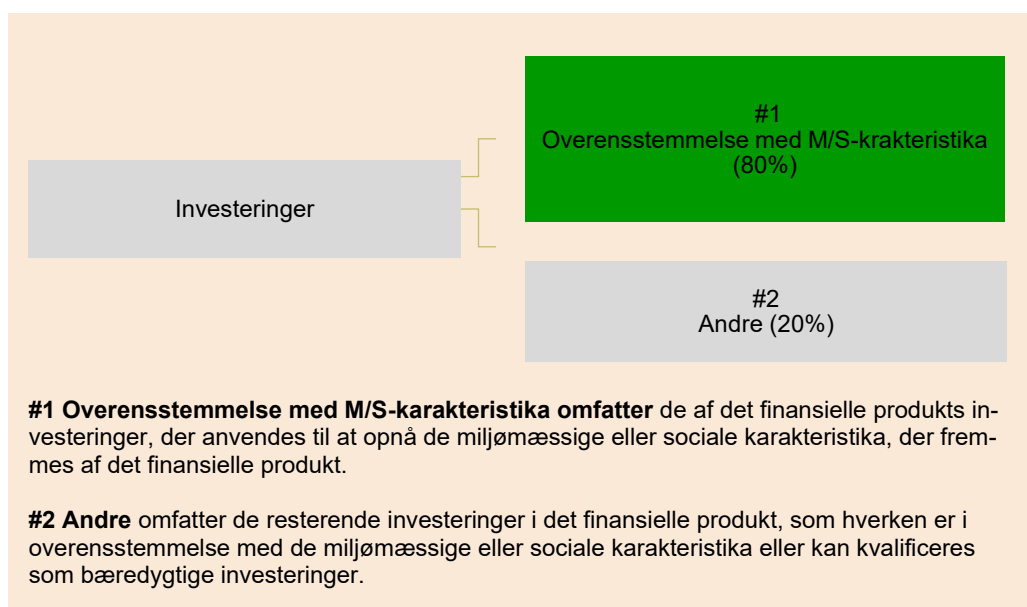 #1
Overensstemmelse med M/S-krakteristika
(80%)
Investeringer
#2
Andre (20%)
#1 Overensstemmelse med M/S-karakteristika omfatter de af det finansielle produkts in-
vesteringer, der anvendes til at opnå de miljømæssige eller sociale karakteristika, der frem-
mes af det finansielle produkt.
#2 Andre omfatter de resterende investeringer i det finansielle produkt, som hverken er i
overensstemmelse med de miljømæssige eller sociale karakteristika eller kan kvalificeres
som bæredygtige investeringer.